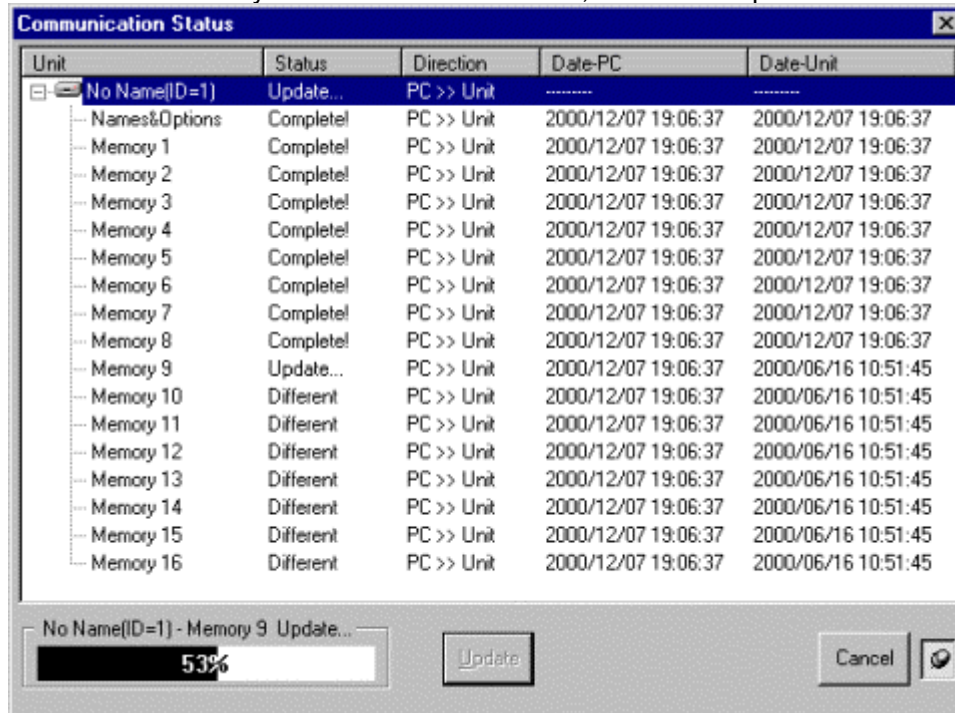 Communication Status
Unit Status Direction Date-PC Date-Unit
No Name(ID=1) Update... PC >> Unit --------- ---------
Names&Options Complete! PC >> Unit 2000/12/07 19:06:37 2000/12/07 19:06:37
Memory 1 Complete! PC >> Unit 2000/12/07 19:06:37 2000/12/07 19:06:37
Memory 2 Complete! PC >> Unit 2000/12/07 19:06:37 2000/12/07 19:06:37
Memory 3 Complete! PC >> Unit 2000/12/07 19:06:37 2000/12/07 19:06:37
Memory 4 Complete! PC >> Unit 2000/12/07 19:06:37 2000/12/07 19:06:37
Memory 5 Complete! PC >> Unit 2000/12/07 19:06:37 2000/12/07 19:06:37
Memory 6 Complete! PC >> Unit 2000/12/07 19:06:37 2000/12/07 19:06:37
Memory 7 Complete! PC >> Unit 2000/12/07 19:06:37 2000/12/07 19:06:37
Memory 8 Complete! PC >> Unit 2000/12/07 19:06:37 2000/12/07 19:06:37
Memory 9 Update... PC >> Unit 2000/12/07 19:06:37 2000/06/16 10:51:45
Memory 10 Different PC >> Unit 2000/12/07 19:06:37 2000/06/16 10:51:45
Memory 11 Different PC >> Unit 2000/12/07 19:06:37 2000/06/16 10:51:45
Memory 12 Different PC >> Unit 2000/12/07 19:06:37 2000/06/16 10:51:45
Memory 13 Different PC >> Unit 2000/12/07 19:06:37 2000/06/16 10:51:45
Memory 14 Different PC >> Unit 2000/12/07 19:06:37 2000/06/16 10:51:45
Memory 15 Different PC >> Unit 2000/12/07 19:06:37 2000/06/16 10:51:45
Memory 16 Different PC >> Unit 2000/12/07 19:06:37 2000/06/16 10:51:45
No Name(ID=1) - Memory 9 Update...
53% Update Cancel